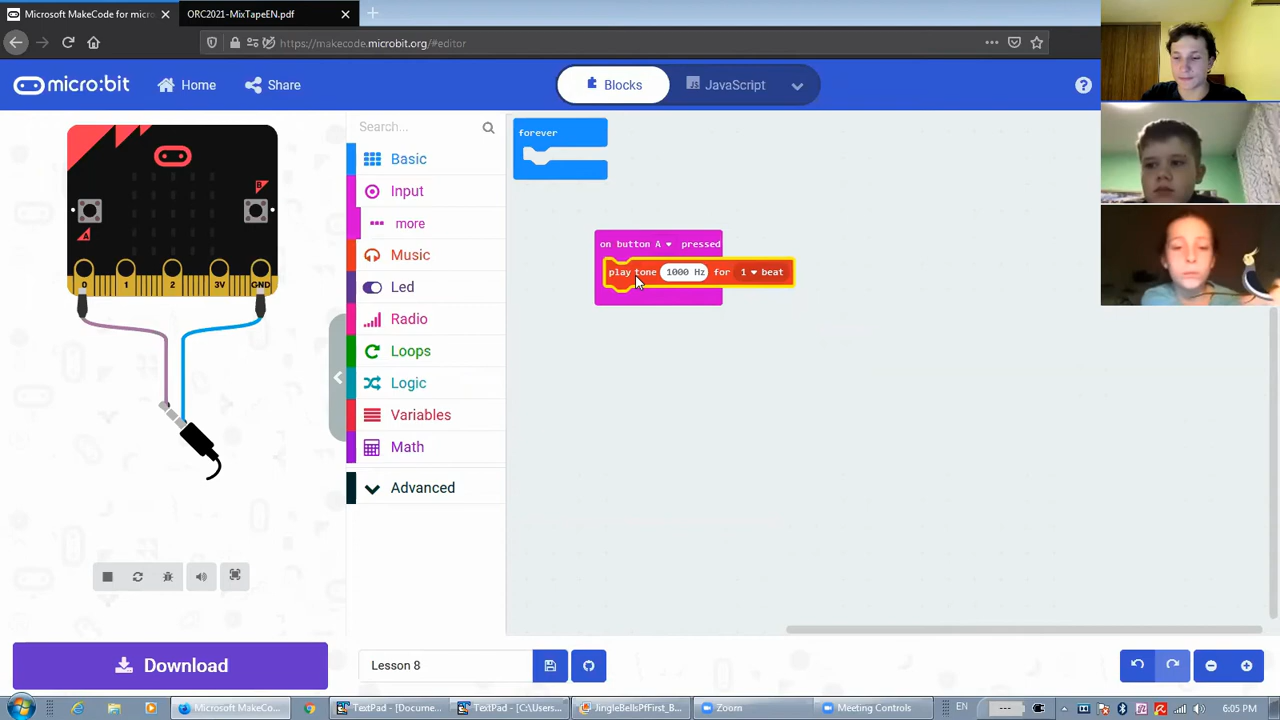 Microsoft MakeCode for micro
ORC2021-MixTapeEN.pdf
https://makecode.microbit.org/#editor
micro:bit
Home
Share
Blocks
JavaScript
Search...
Basic
Input
more
Music
Led
Radio
Loops
Logic
Variables
Math
Advanced
forever
on button A pressed
play tone 1000 Hz for 1 beat
B
A
0 1 2 3V GND
Download
Lesson 8
Microsoft MakeCo...
TextPad - [Docume...
TextPad - [C:\Users...
JingleBellsPfFirst_B...
Zoom
Meeting Controls
EN
6:05 PM